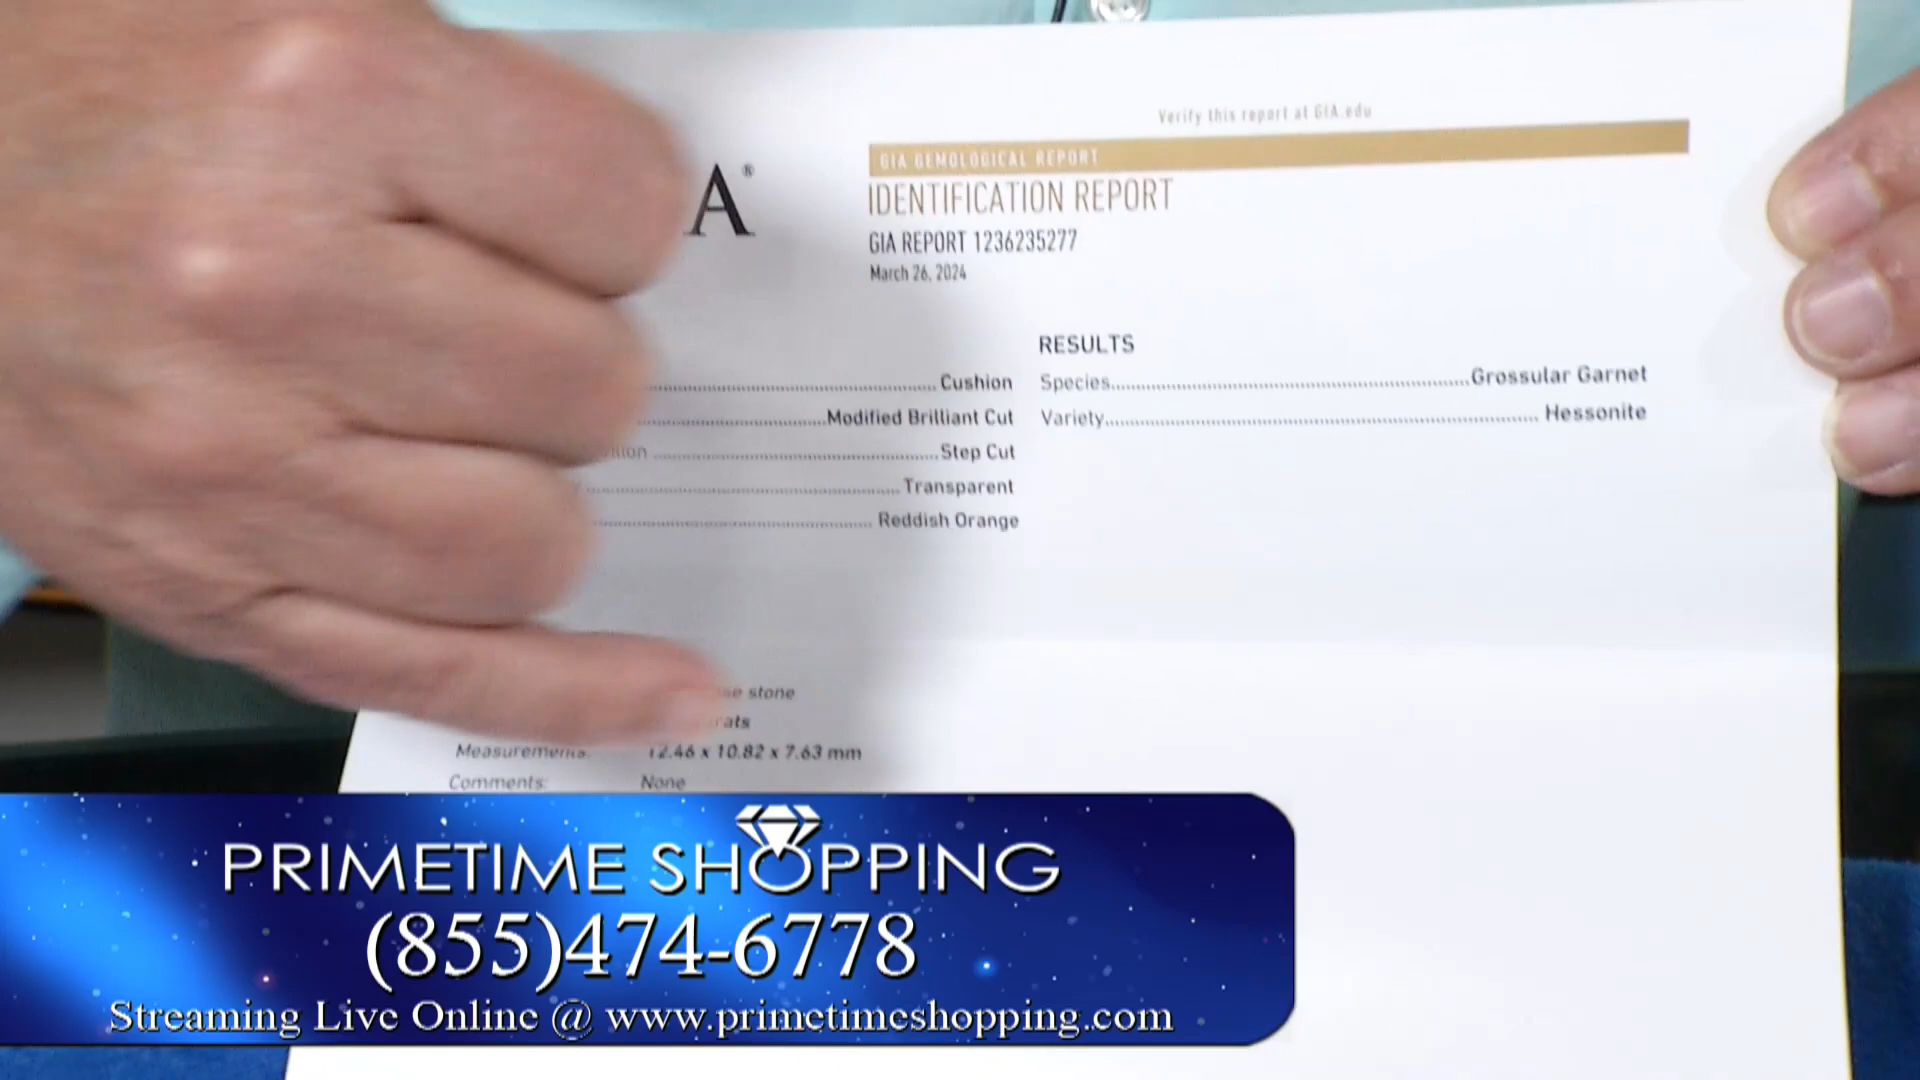 Verify this report at GIA.edu
GIA GEMOLOGICAL REPORT
A®
IDENTIFICATION REPORT
GIA REPORT 1236235277
March 26, 2024
RESULTS
Cushion
Species Grossular Garnet
Modified Brilliant Cut
Variety Hessonite
Step Cut
Transparent
Reddish Orange
stone
Measurements: 12.46 x 10.82 x 7.63 mm
Comments: None
PRIMETIME SHOPPING
(855)474-6778
Streaming Live Online @ www.primetimeshopping.com